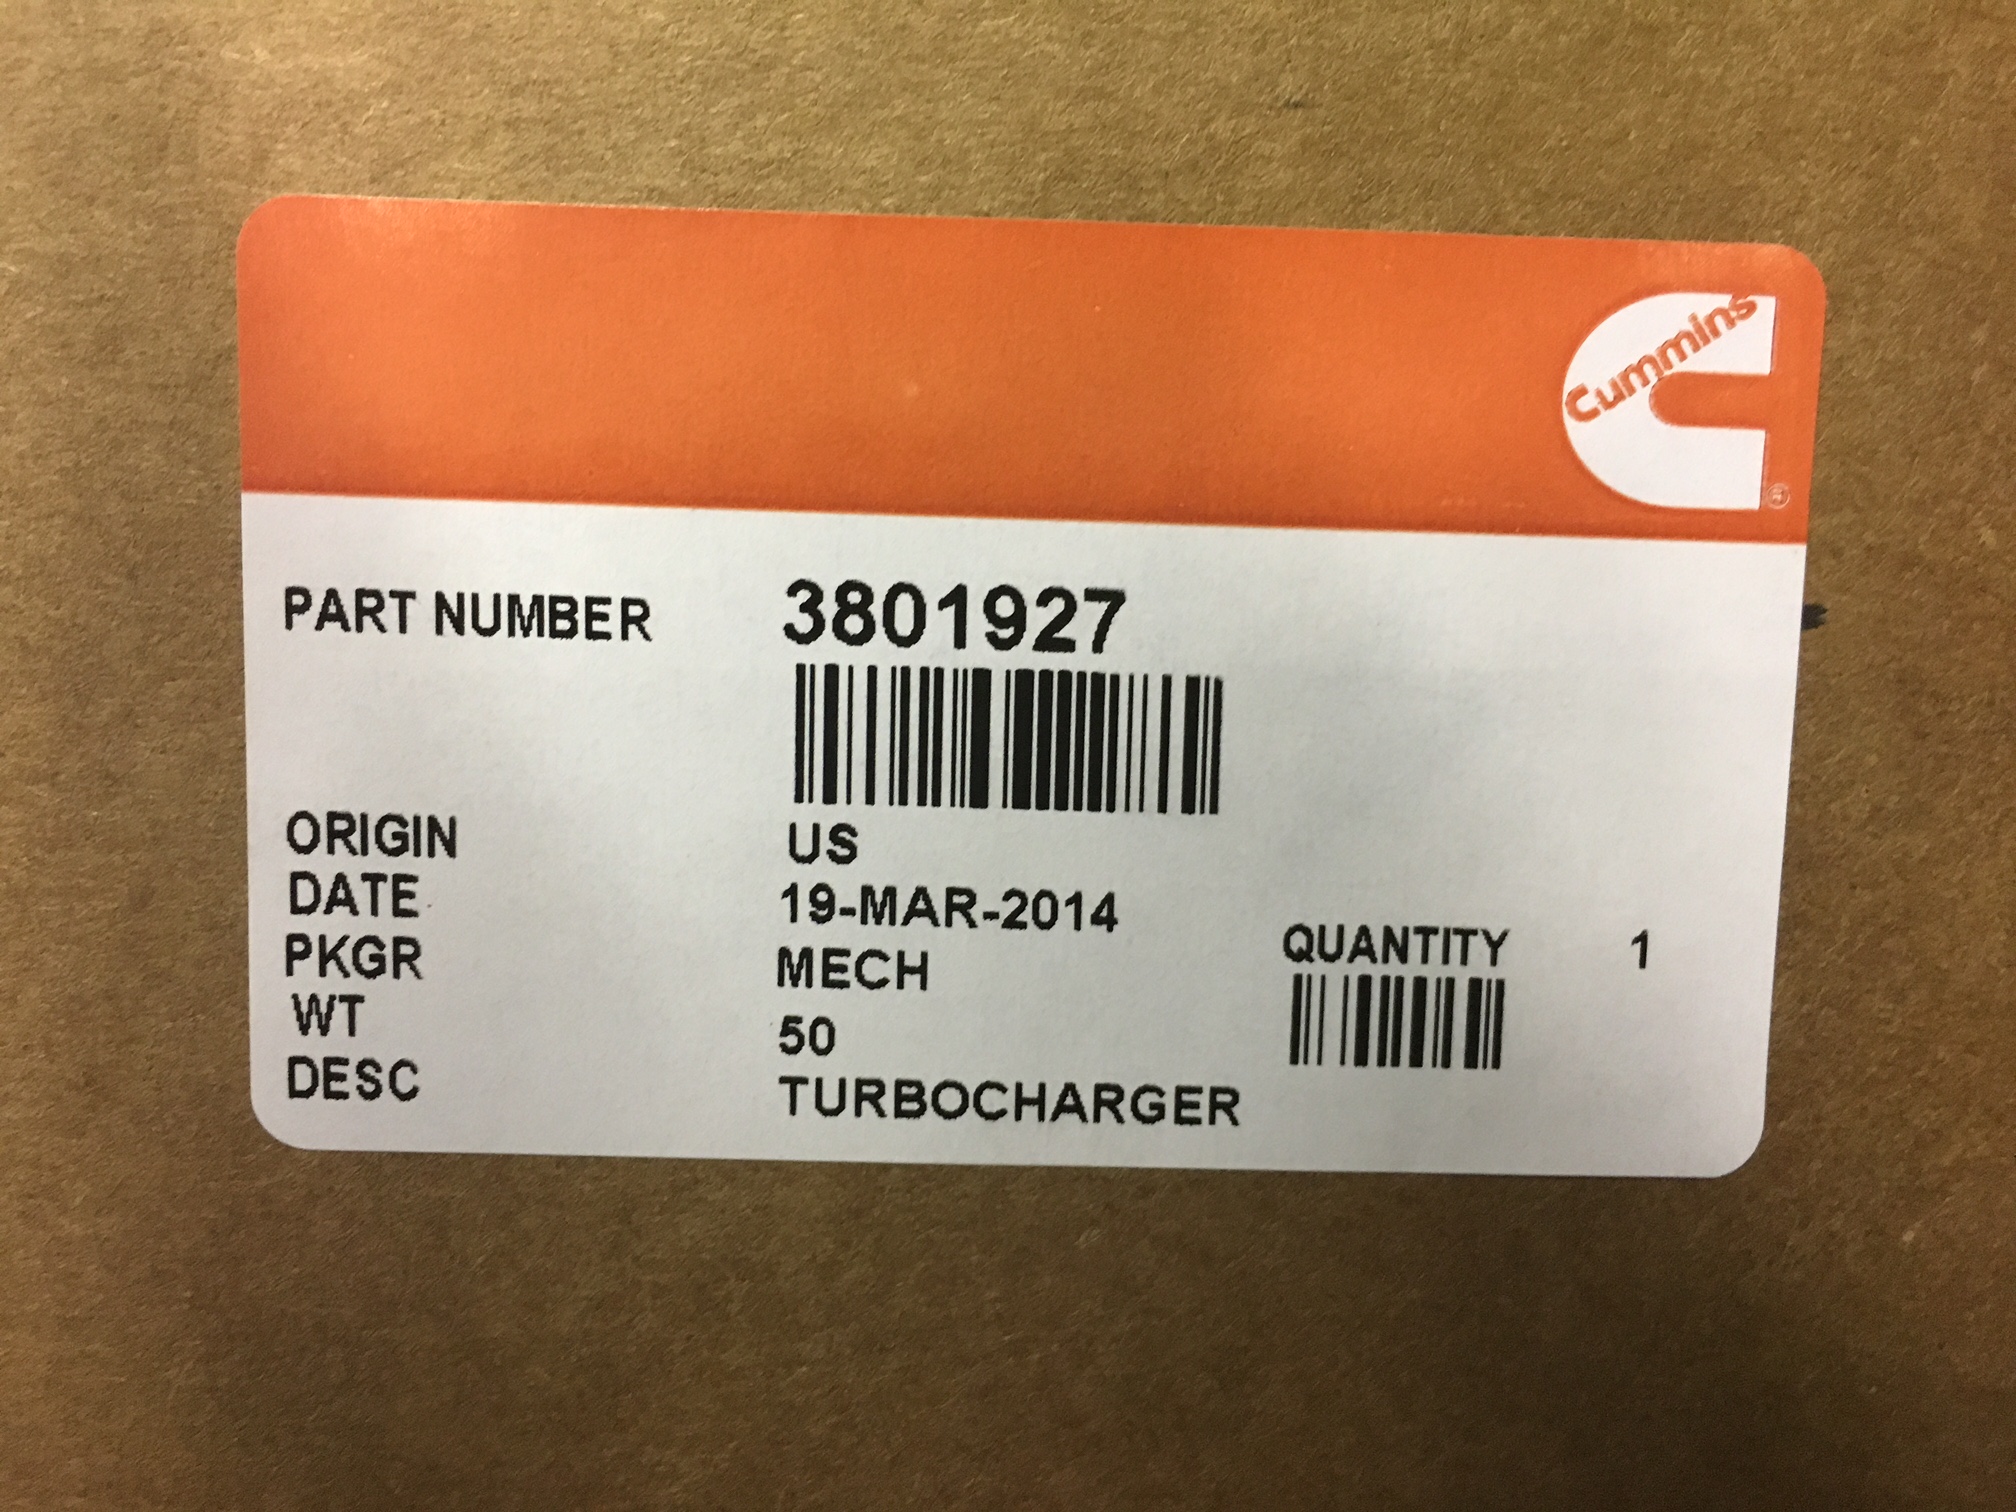 Cummins
®
PART NUMBER 3801927
ORIGIN US
DATE 19-MAR-2014
PKGR MECH
QUANTITY 1
WT 50
DESC TURBOCHARGER